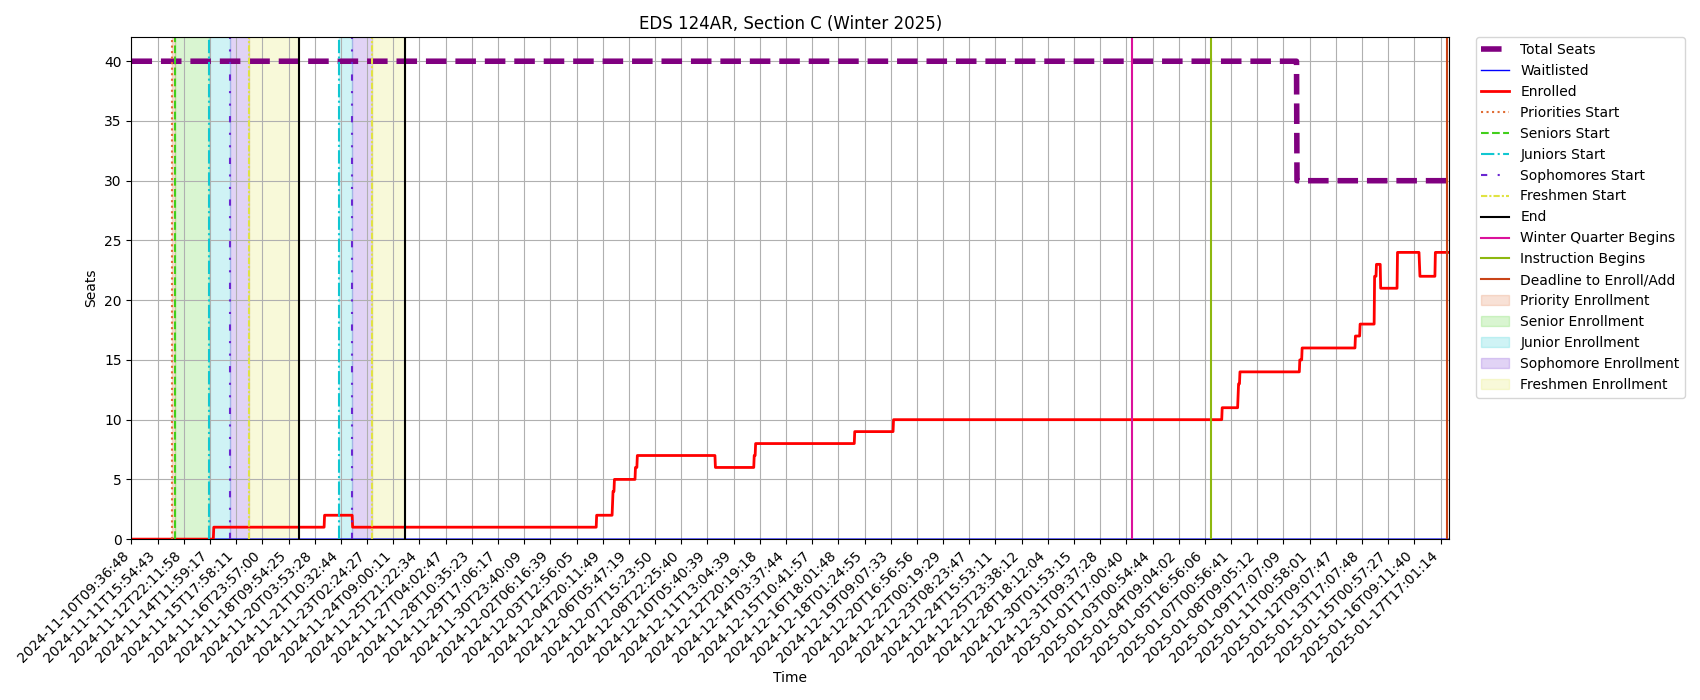 EDS 124AR, Section C (Winter 2025)
Seats
40
35
30
25
20
15
10
5
0
2024-11-10T09:36:48
2024-11-11T15:54:43
2024-11-12T22:11:58
2024-11-14T11:59:17
2024-11-15T17:58:11
2024-11-16T23:57:00
2024-11-18T09:54:25
2024-11-20T03:53:28
2024-11-21T10:32:44
2024-11-23T02:24:27
2024-11-24T09:00:11
2024-11-25T21:22:34
2024-11-27T04:02:47
2024-11-28T10:35:23
2024-11-29T17:06:17
2024-11-30T23:40:09
2024-12-02T06:16:39
2024-12-03T12:56:05
2024-12-04T20:11:49
2024-12-06T05:47:19
2024-12-07T15:23:50
2024-12-08T22:25:40
2024-12-10T05:40:39
2024-12-11T13:04:39
2024-12-12T20:19:18
2024-12-14T03:37:44
2024-12-15T10:41:57
2024-12-16T18:01:48
2024-12-18T01:24:55
2024-12-19T09:07:33
2024-12-20T16:56:56
2024-12-22T00:19:29
2024-12-23T08:23:47
2024-12-24T15:53:11
2024-12-25T23:38:12
2024-12-28T18:12:04
2024-12-30T01:53:15
2024-12-31T09:37:28
2025-01-01T17:00:40
2025-01-03T00:54:44
2025-01-04T09:04:02
2025-01-05T16:56:06
2025-01-07T00:56:41
2025-01-08T09:05:12
2025-01-09T17:07:09
2025-01-11T00:58:01
2025-01-12T09:07:47
2025-01-13T17:07:48
2025-01-15T00:57:27
2025-01-16T09:11:40
2025-01-17T17:01:14
Time
Total Seats
Waitlisted
Enrolled
Priorities Start
Seniors Start
Juniors Start
Sophomores Start
Freshmen Start
End
Winter Quarter Begins
Instruction Begins
Deadline to Enroll/Add
Priority Enrollment
Senior Enrollment
Junior Enrollment
Sophomore Enrollment
Freshmen Enrollment